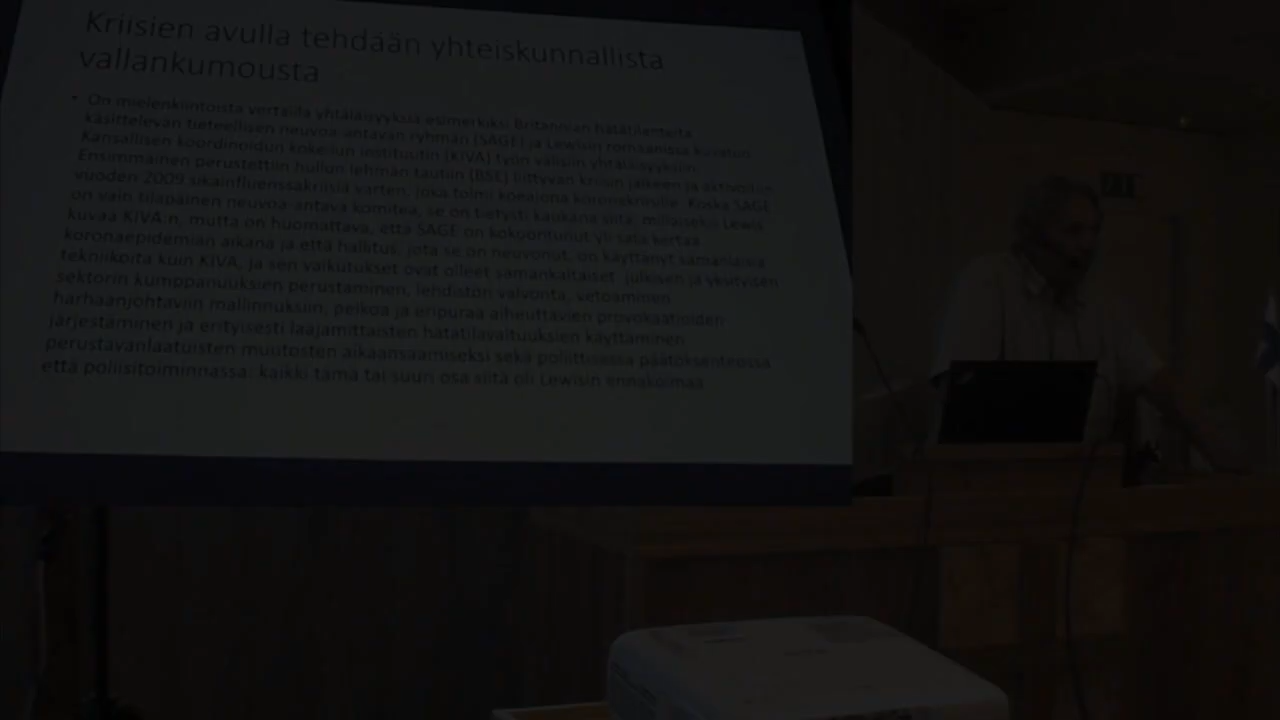 Kriisien avulla tehdään yhteiskunnallista
vallankumousta
• On mielenkiintoista vertailla yhtäläisyyksiä esimerkiksi Britannian hätätilanteita
käsittelevän tieteellisen neuvoa-antavan ryhmän (SAGE) ja Lewisin romaanissa kuvatun
Kansallisen koordinoidun kokeilun instituutin (KIVA) työn välisiin yhtäläisyyksiin.
Ensimmäinen perustettiin hullun lehmän tautiin (BSE) liittyvän kriisin jälkeen ja aktivoitiin
vuoden 2009 sikainfluenssakriisiä varten, joka toimi koeajona koronakriisille. Koska SAGE
on vain tilapäinen neuvoa-antava komitea, se on tietysti kaukana siitä, millaiseksi Lewis
kuvaa KIVA:n, mutta on huomattava, että SAGE on kokoontunut yli sata kertaa
koronaepidemian aikana ja että hallitus, jota se on neuvonut, on käyttänyt samanlaisia
tekniikoita kuin KIVA, ja sen vaikutukset ovat olleet samankaltaiset: julkisen ja yksityisen
sektorin kumppanuuksien perustaminen, lehdistön valvonta, vetoaminen
harhaanjohtaviin mallinnuksiin, pelkoa ja eripuraa aiheuttavien provokaatioiden
järjestäminen ja erityisesti laajamittaisten hätätilavaltuuksien käyttäminen
perustavanlaatuisten muutosten aikaansaamiseksi sekä poliittisessa päätöksenteossa
että poliisitoiminnassa: kaikki tämä tai suuri osa siitä oli Lewisin ennakoimaa